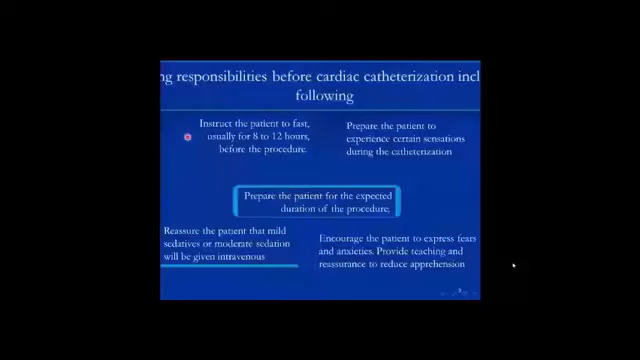 ng responsibilities before cardiac catheterization incl
following
Instruct the patient to fast,
usually for 8 to 12 hours,
before the procedure.
Prepare the patient to
experience certain sensations
during the catheterization
Prepare the patient for the expected
duration of the procedure;
Reassure the patient that mild
sedatives or moderate sedation
will be given intravenous
Encourage the patient to express fears
and anxieties. Provide teaching and
reassurance to reduce apprehension